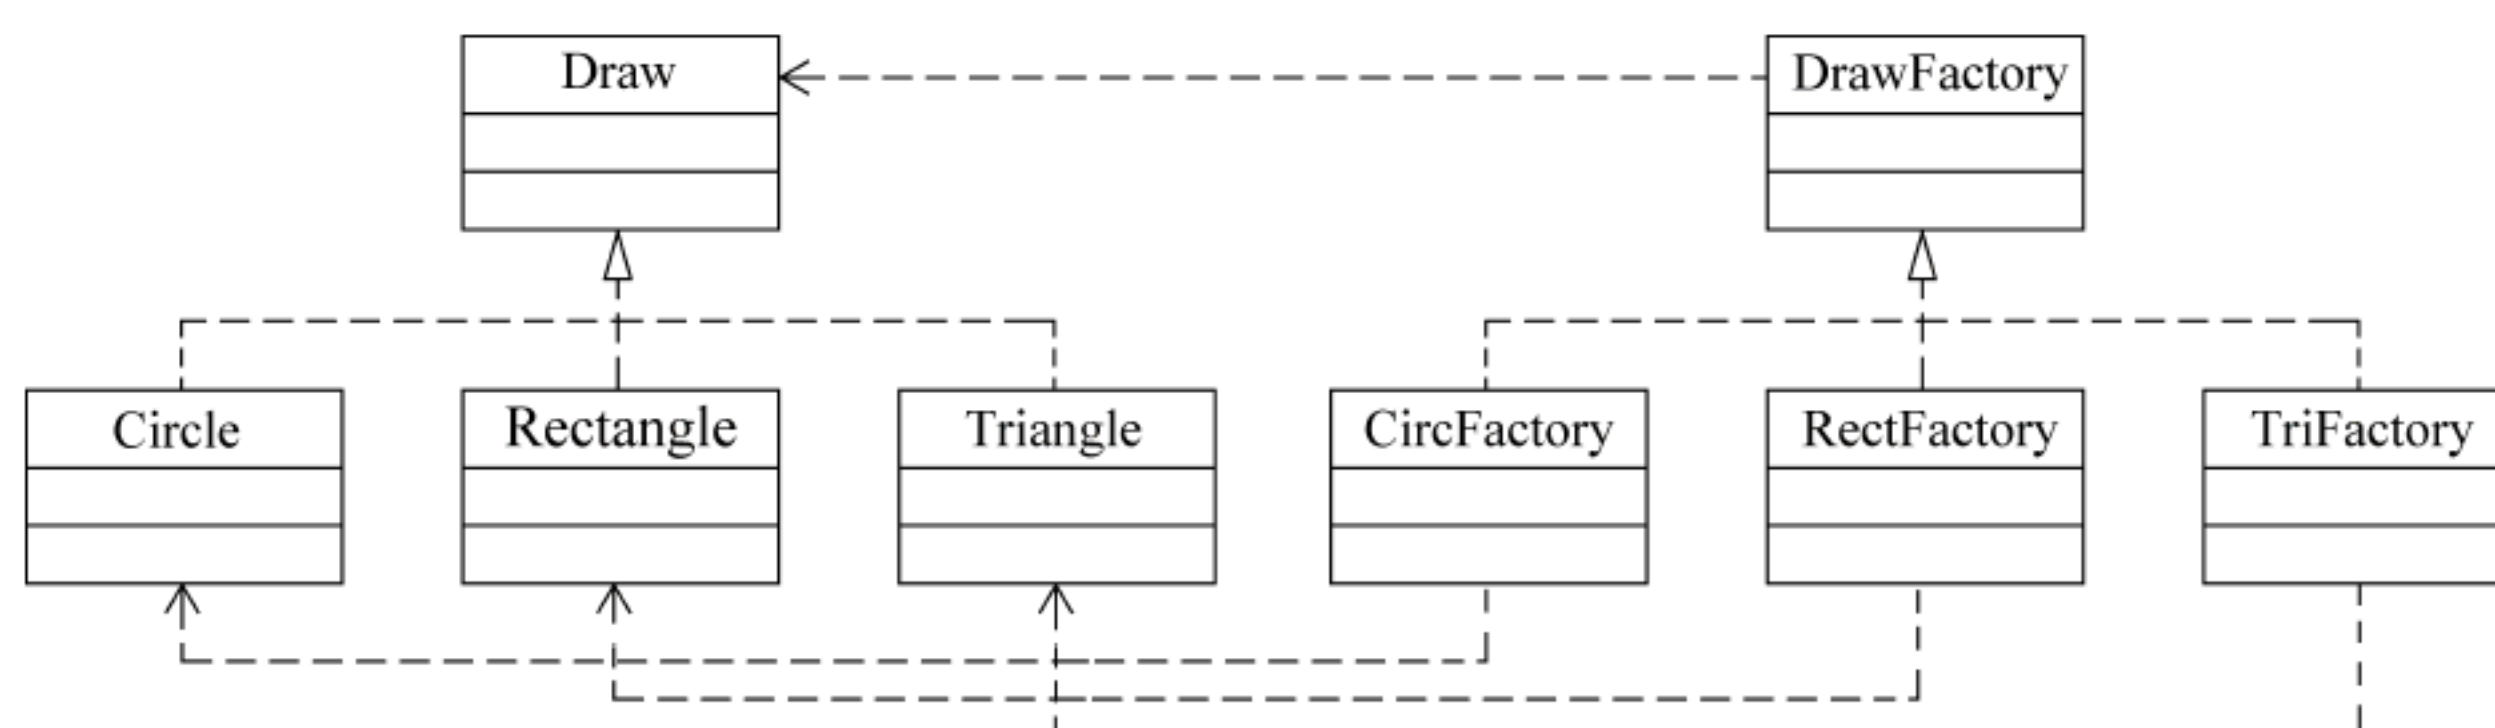 Draw
DrawFactory
Circle
Rectangle
Triangle
CircFactory
RectFactory
TriFactory